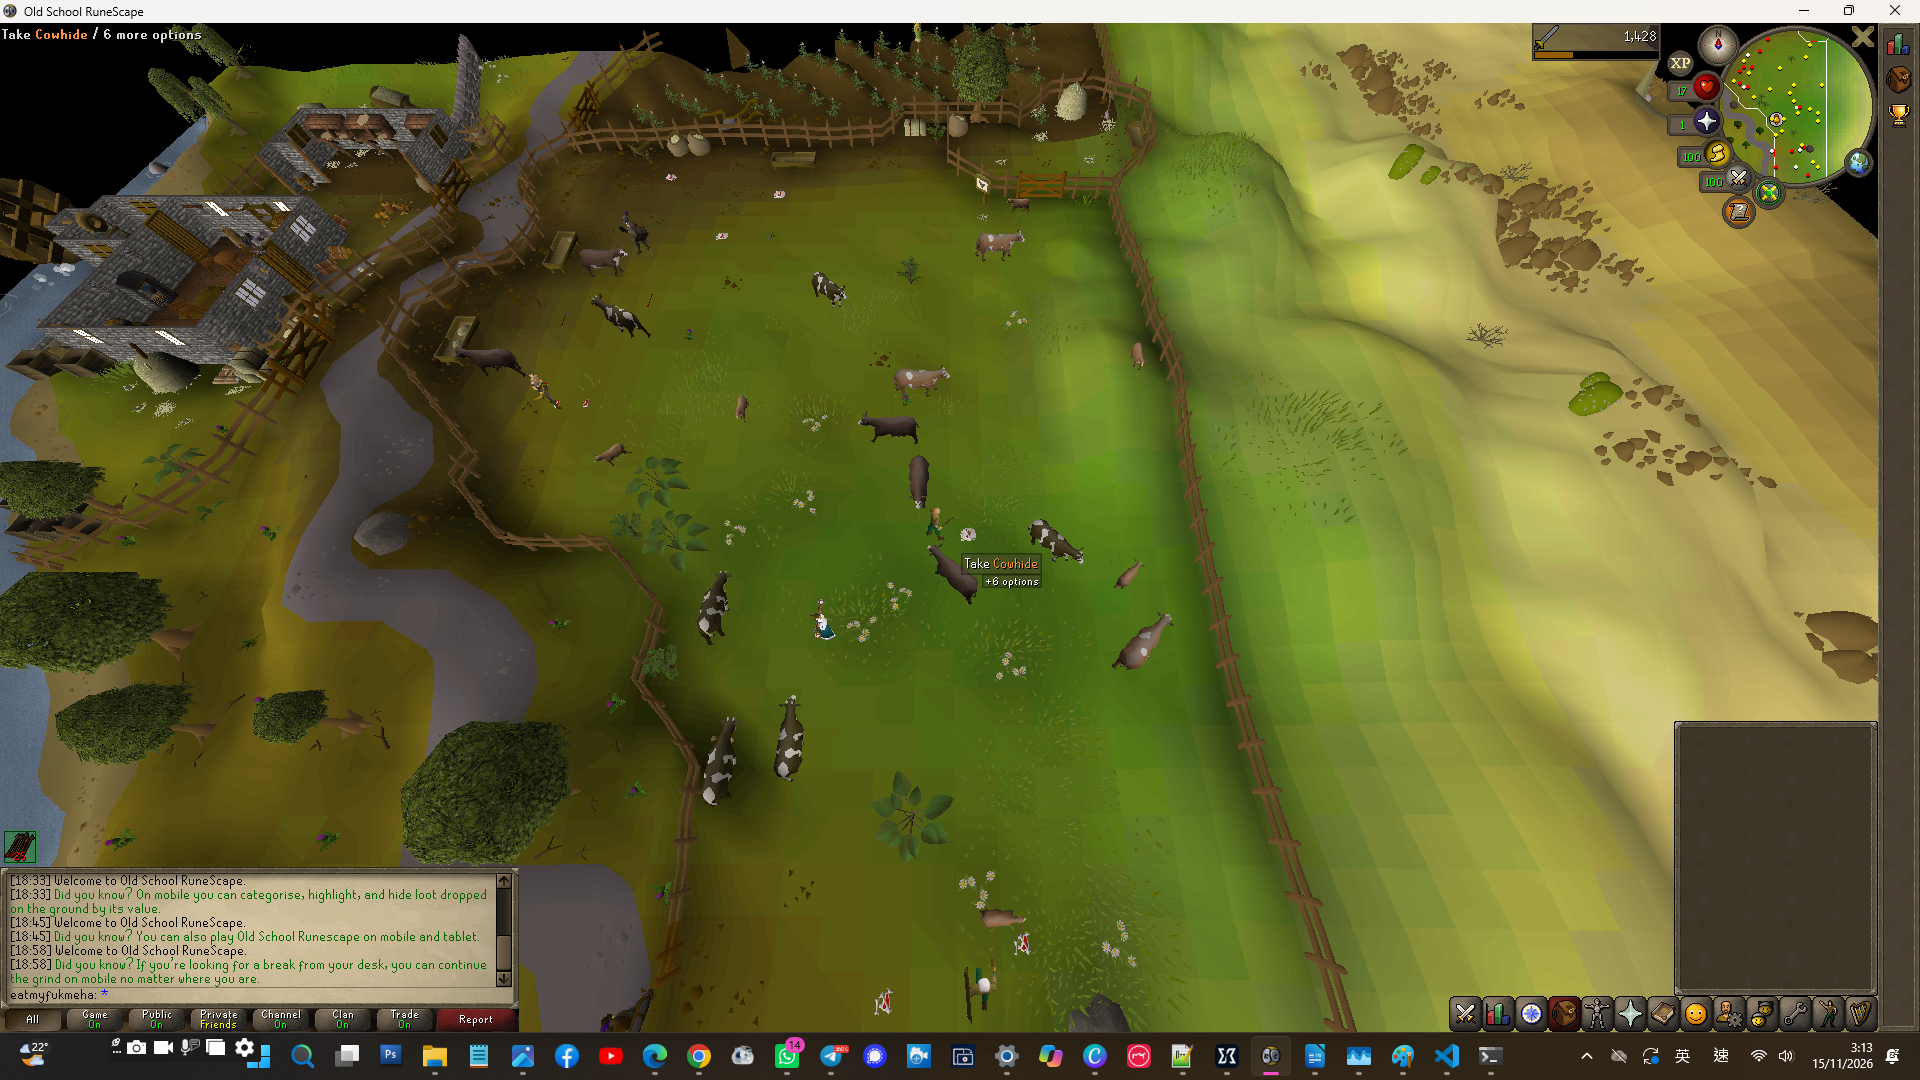 Old School RuneScape
Take Cowhide / 6 more options
1,428
N
XP
17
1
100
100
Take Cowhide
+6 options
[18:33] Welcome to Old School RuneScape.
[18:33] Did you know? On mobile you can categorise, highlight, and hide loot dropped
on the ground by its value.
[18:45] Welcome to Old School RuneScape.
[18:45] Did you know? You can also play Old School Runescape on mobile and tablet.
[18:58] Welcome to Old School RuneScape.
[18:58] Did you know? If you're looking for a break from your desk, you can continue
the grind on mobile no matter where you are.
eatmyfukmeha: *
All
Game
On
Public
On
Private
Friends
Channel
On
Clan
On
Trade
On
Report
22°
Ps
14
英
速
3:13
15/11/2026